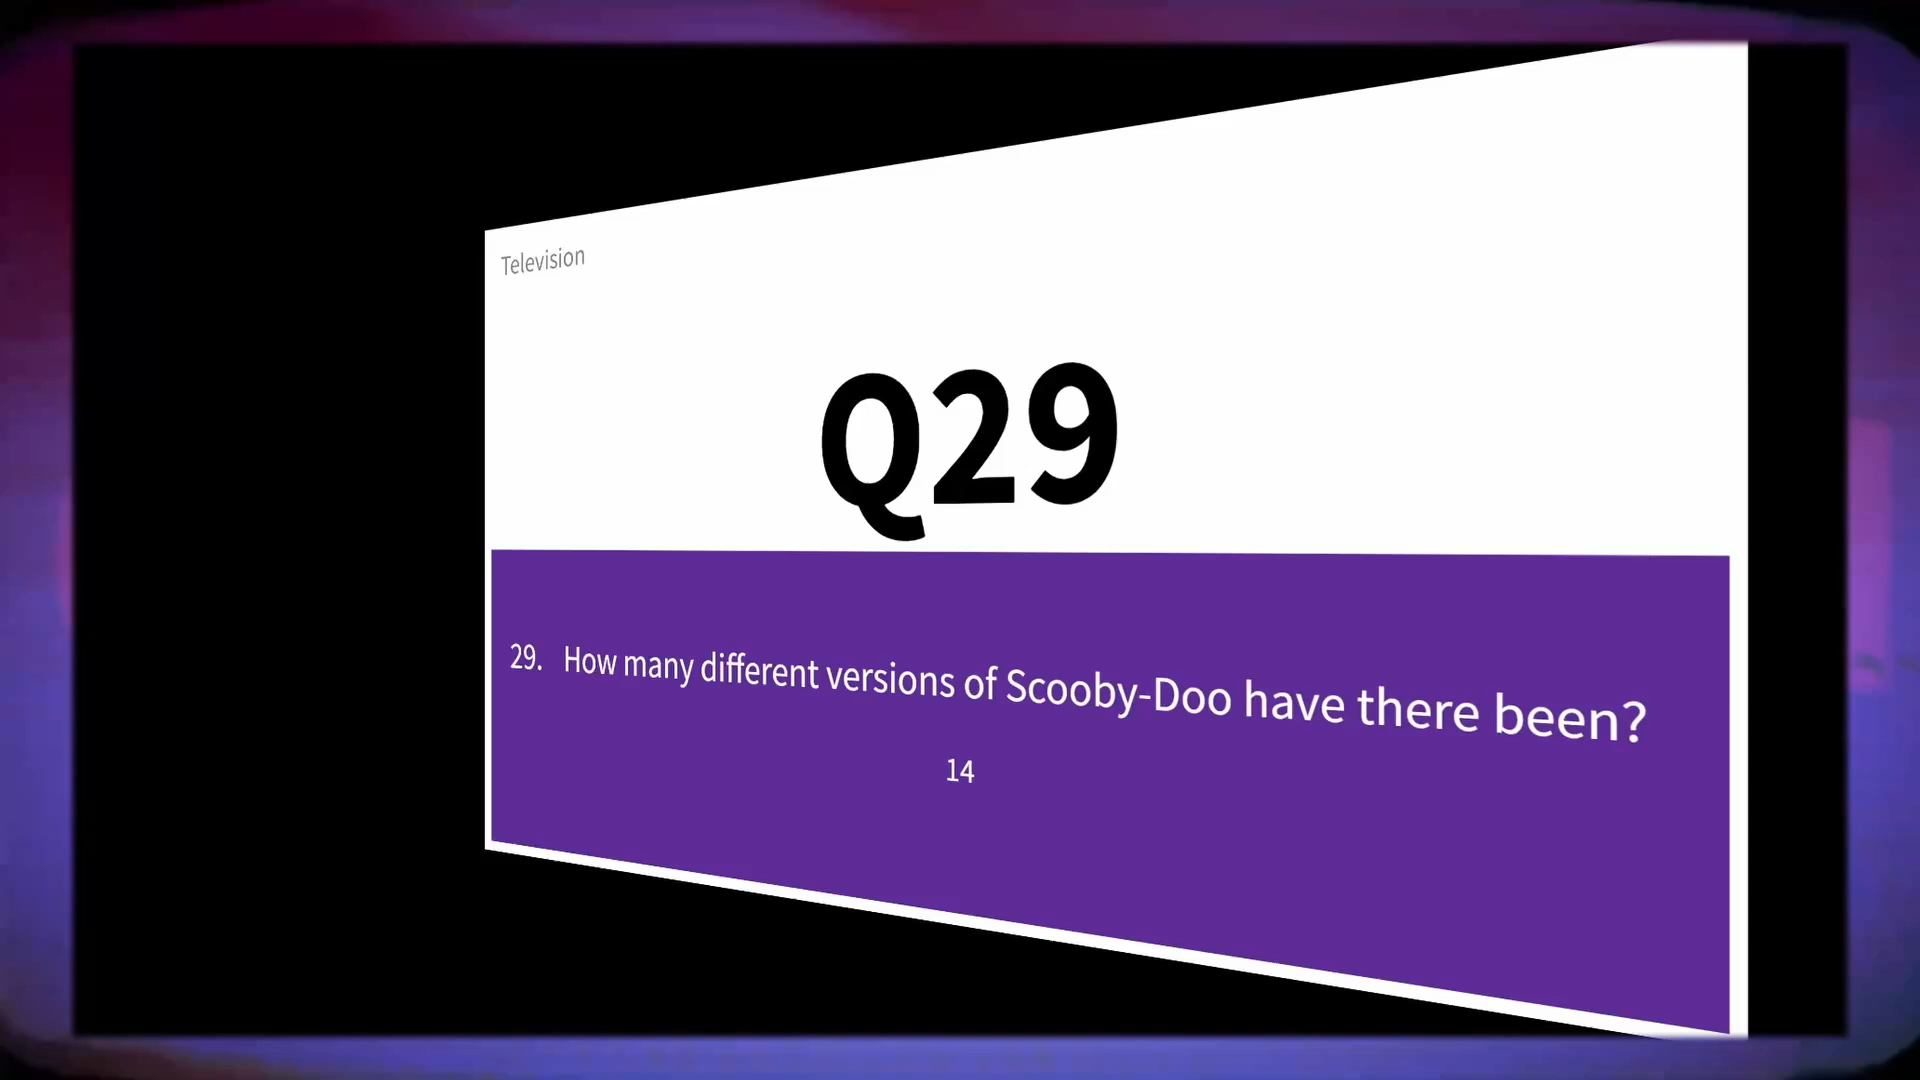 Television
Q29
29. How many different versions of Scooby-Doo have there been?
14